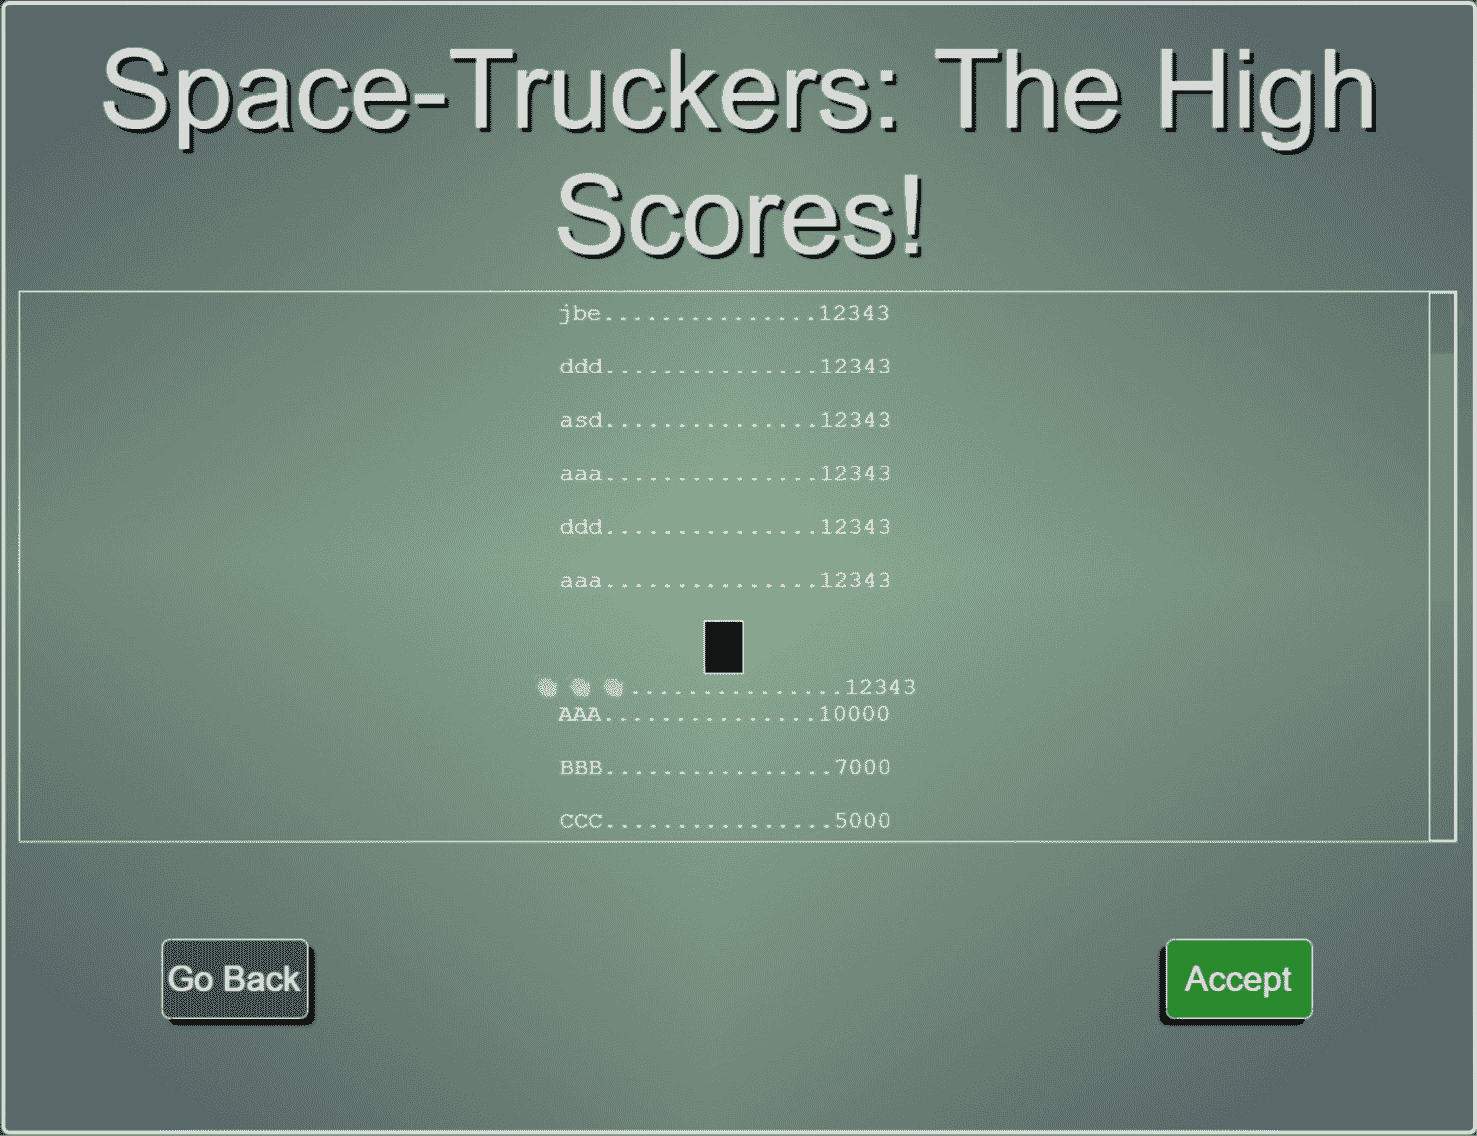 Space-Truckers: The High
Scores!
jbe...............12343
ddd...............12343
asd...............12343
aaa...............12343
ddd...............12343
aaa...............12343
...............12343
AAA...............10000
BBB................7000
CCC................5000
Go Back
Accept